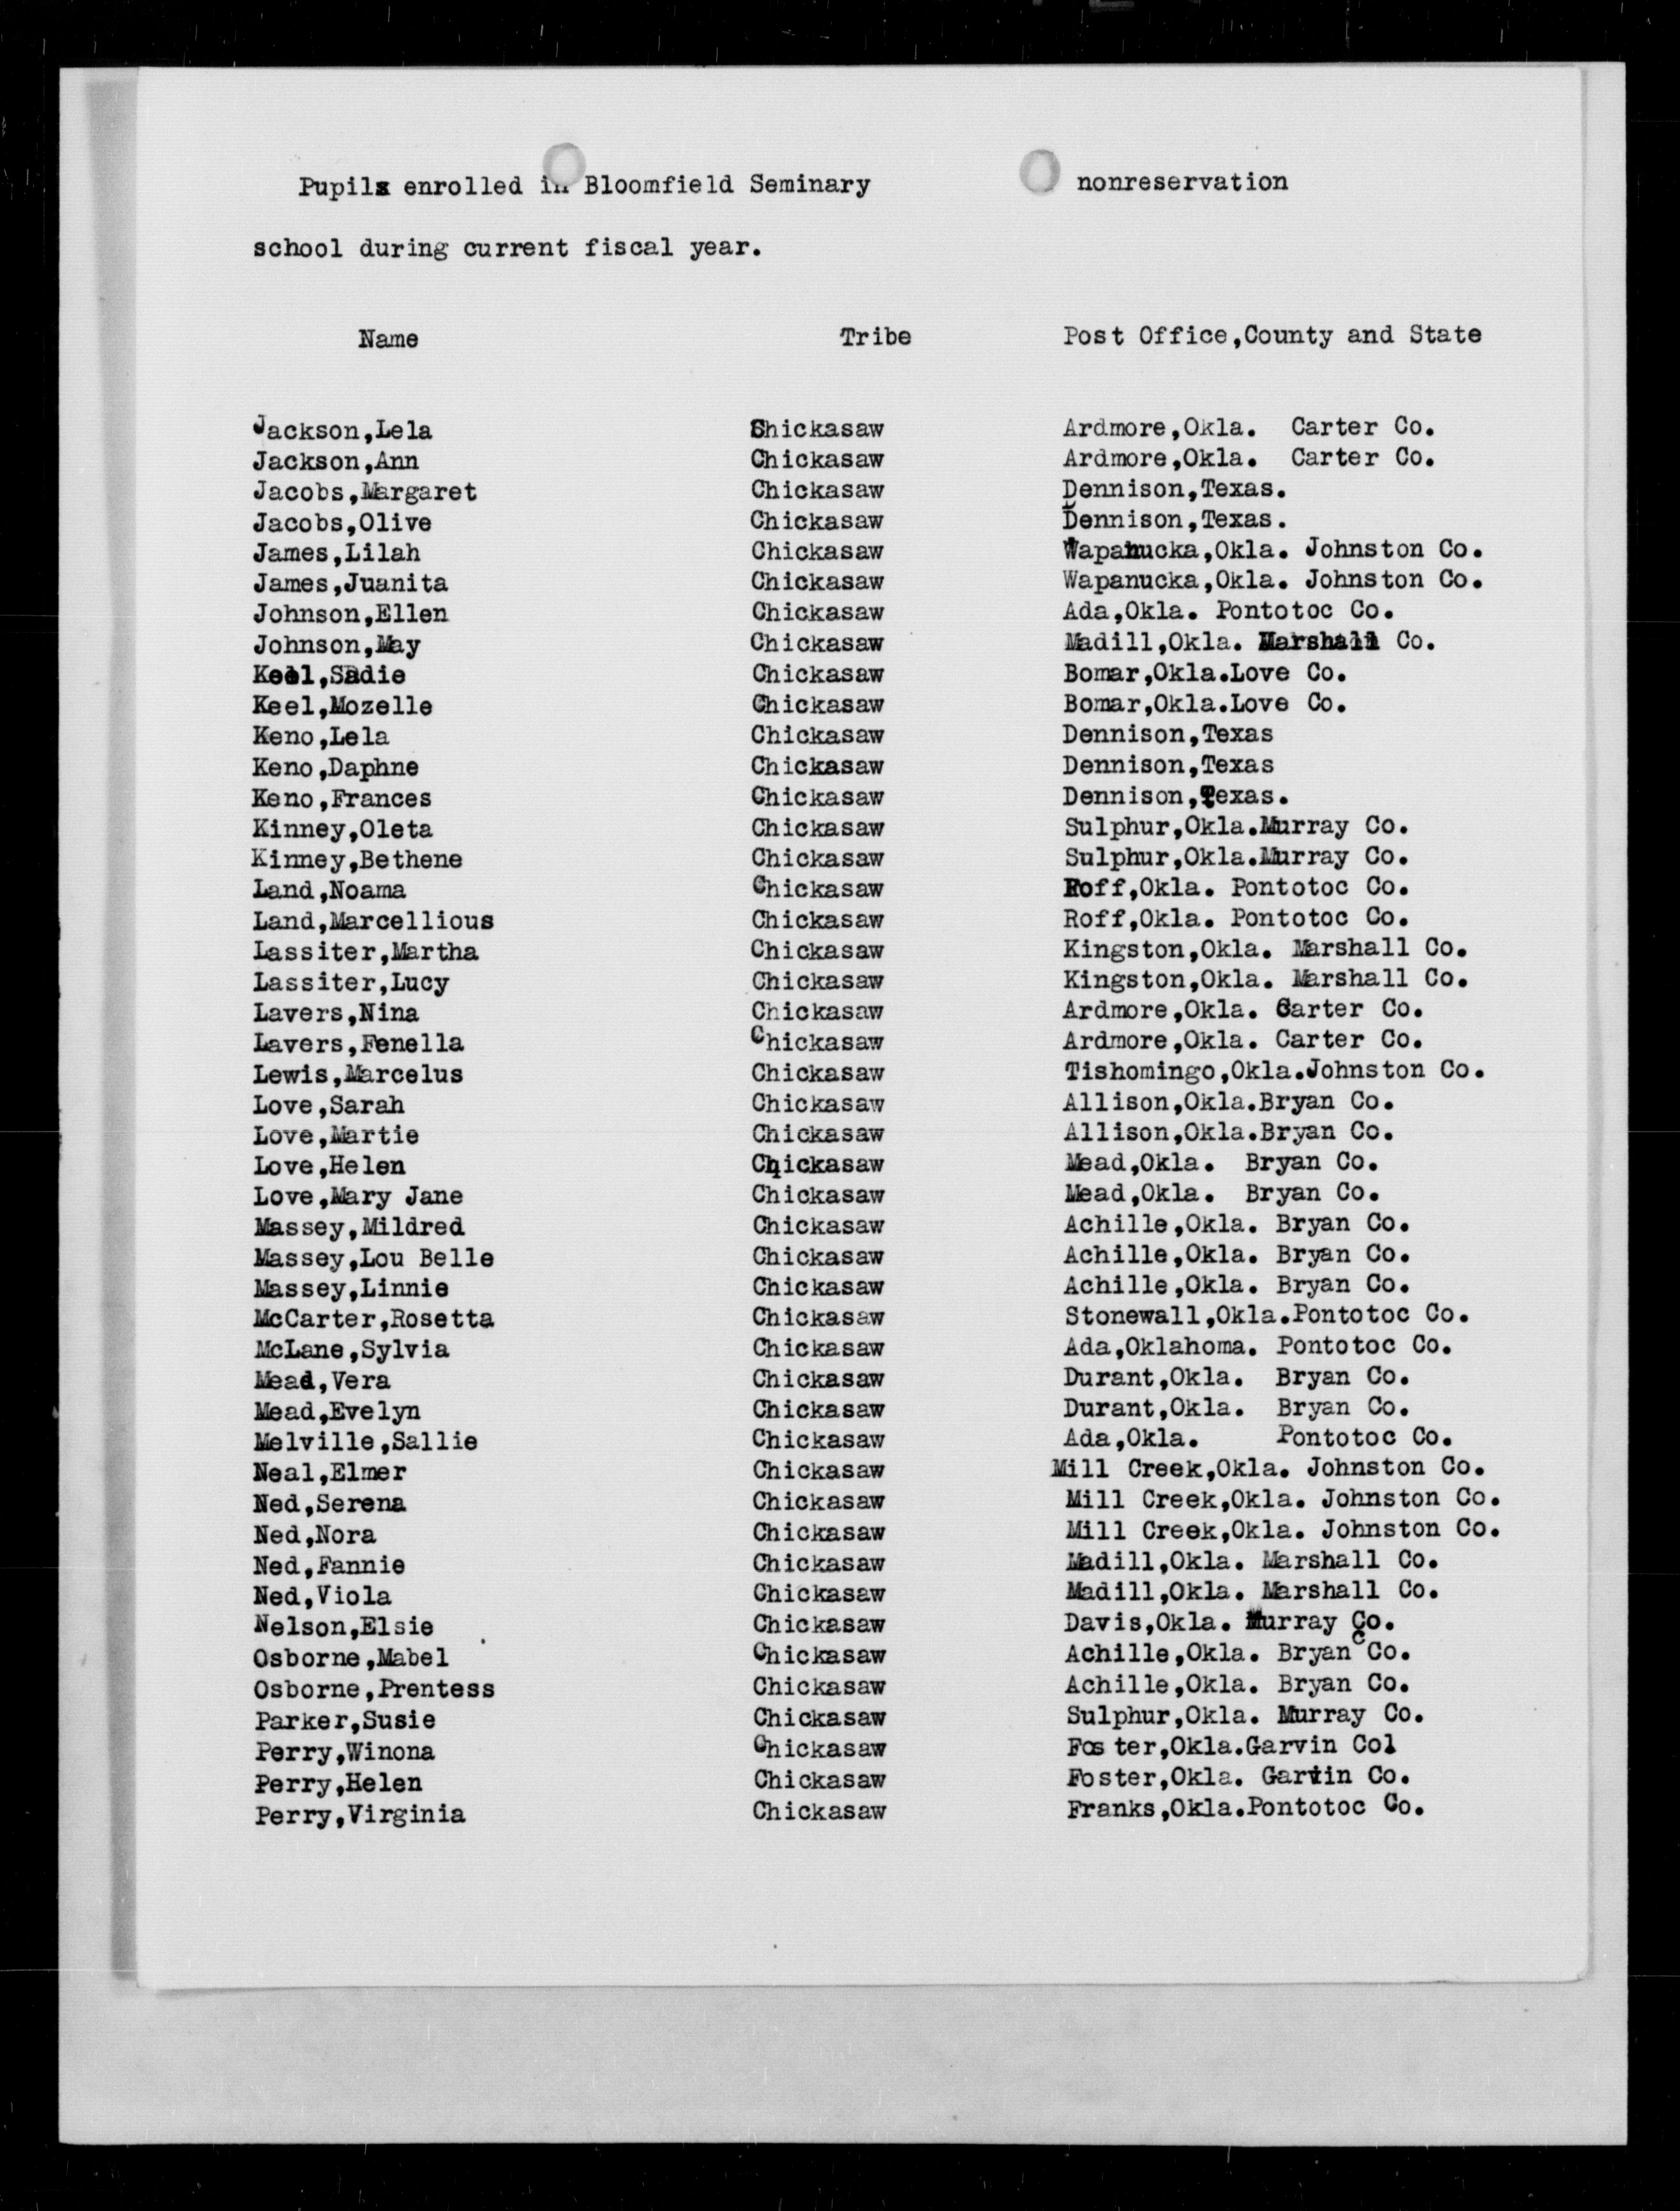 Pupils enrolled in Bloomfield Seminary nonreservation
school during current fiscal year.
Name Tribe Post Office,County and State
Jackson,Lela Chickasaw Ardmore,Okla. Carter Co.
Jackson,Ann Chickasaw Ardmore,Okla. Carter Co.
Jacobs,Margaret Chickasaw Dennison,Texas.
Jacobs,Olive Chickasaw Dennison,Texas.
James,Lilah Chickasaw Wapanucka,Okla. Johnston Co.
James,Juanita Chickasaw Wapanucka,Okla. Johnston Co.
Johnson,Ellen Chickasaw Ada,Okla. Pontotoc Co.
Johnson,May Chickasaw Madill,Okla. Marshall Co.
Keel,Sadie Chickasaw Bomar,Okla.Love Co.
Keel,Mozelle Chickasaw Bomar,Okla.Love Co.
Keno,Lela Chickasaw Dennison,Texas
Keno,Daphne Chickasaw Dennison,Texas
Keno,Frances Chickasaw Dennison,Texas.
Kinney,Oleta Chickasaw Sulphur,Okla.Murray Co.
Kinney,Bethene Chickasaw Sulphur,Okla.Murray Co.
Land,Noama Chickasaw Roff,Okla. Pontotoc Co.
Land,Marcellious Chickasaw Roff,Okla. Pontotoc Co.
Lassiter,Martha Chickasaw Kingston,Okla. Marshall Co.
Lassiter,Lucy Chickasaw Kingston,Okla. Marshall Co.
Lavers,Nina Chickasaw Ardmore,Okla. Carter Co.
Lavers,Fenella Chickasaw Ardmore,Okla. Carter Co.
Lewis,Marcelus Chickasaw Tishomingo,Okla.Johnston Co.
Love,Sarah Chickasaw Allison,Okla.Bryan Co.
Love,Martie Chickasaw Allison,Okla.Bryan Co.
Love,Helen Chickasaw Mead,Okla. Bryan Co.
Love,Mary Jane Chickasaw Mead,Okla. Bryan Co.
Massey,Mildred Chickasaw Achille,Okla. Bryan Co.
Massey,Lou Belle Chickasaw Achille,Okla. Bryan Co.
Massey,Linnie Chickasaw Achille,Okla. Bryan Co.
McCarter,Rosetta Chickasaw Stonewall,Okla.Pontotoc Co.
McLane,Sylvia Chickasaw Ada,Oklahoma. Pontotoc Co.
Mead,Vera Chickasaw Durant,Okla. Bryan Co.
Mead,Evelyn Chickasaw Durant,Okla. Bryan Co.
Melville,Sallie Chickasaw Ada,Okla. Pontotoc Co.
Neal,Elmer Chickasaw Mill Creek,Okla. Johnston Co.
Ned,Serena Chickasaw Mill Creek,Okla. Johnston Co.
Ned,Nora Chickasaw Mill Creek,Okla. Johnston Co.
Ned,Fannie Chickasaw Madill,Okla. Marshall Co.
Ned,Viola Chickasaw Madill,Okla. Marshall Co.
Nelson,Elsie Chickasaw Davis,Okla. Murray Co.
Osborne,Mabel Chickasaw Achille,Okla. Bryan Co.
Osborne,Prentess Chickasaw Achille,Okla. Bryan Co.
Parker,Susie Chickasaw Sulphur,Okla. Murray Co.
Perry,Winona Chickasaw Foster,Okla.Garvin Col
Perry,Helen Chickasaw Foster,Okla. Garvin Co.
Perry,Virginia Chickasaw Franks,Okla.Pontotoc Co.